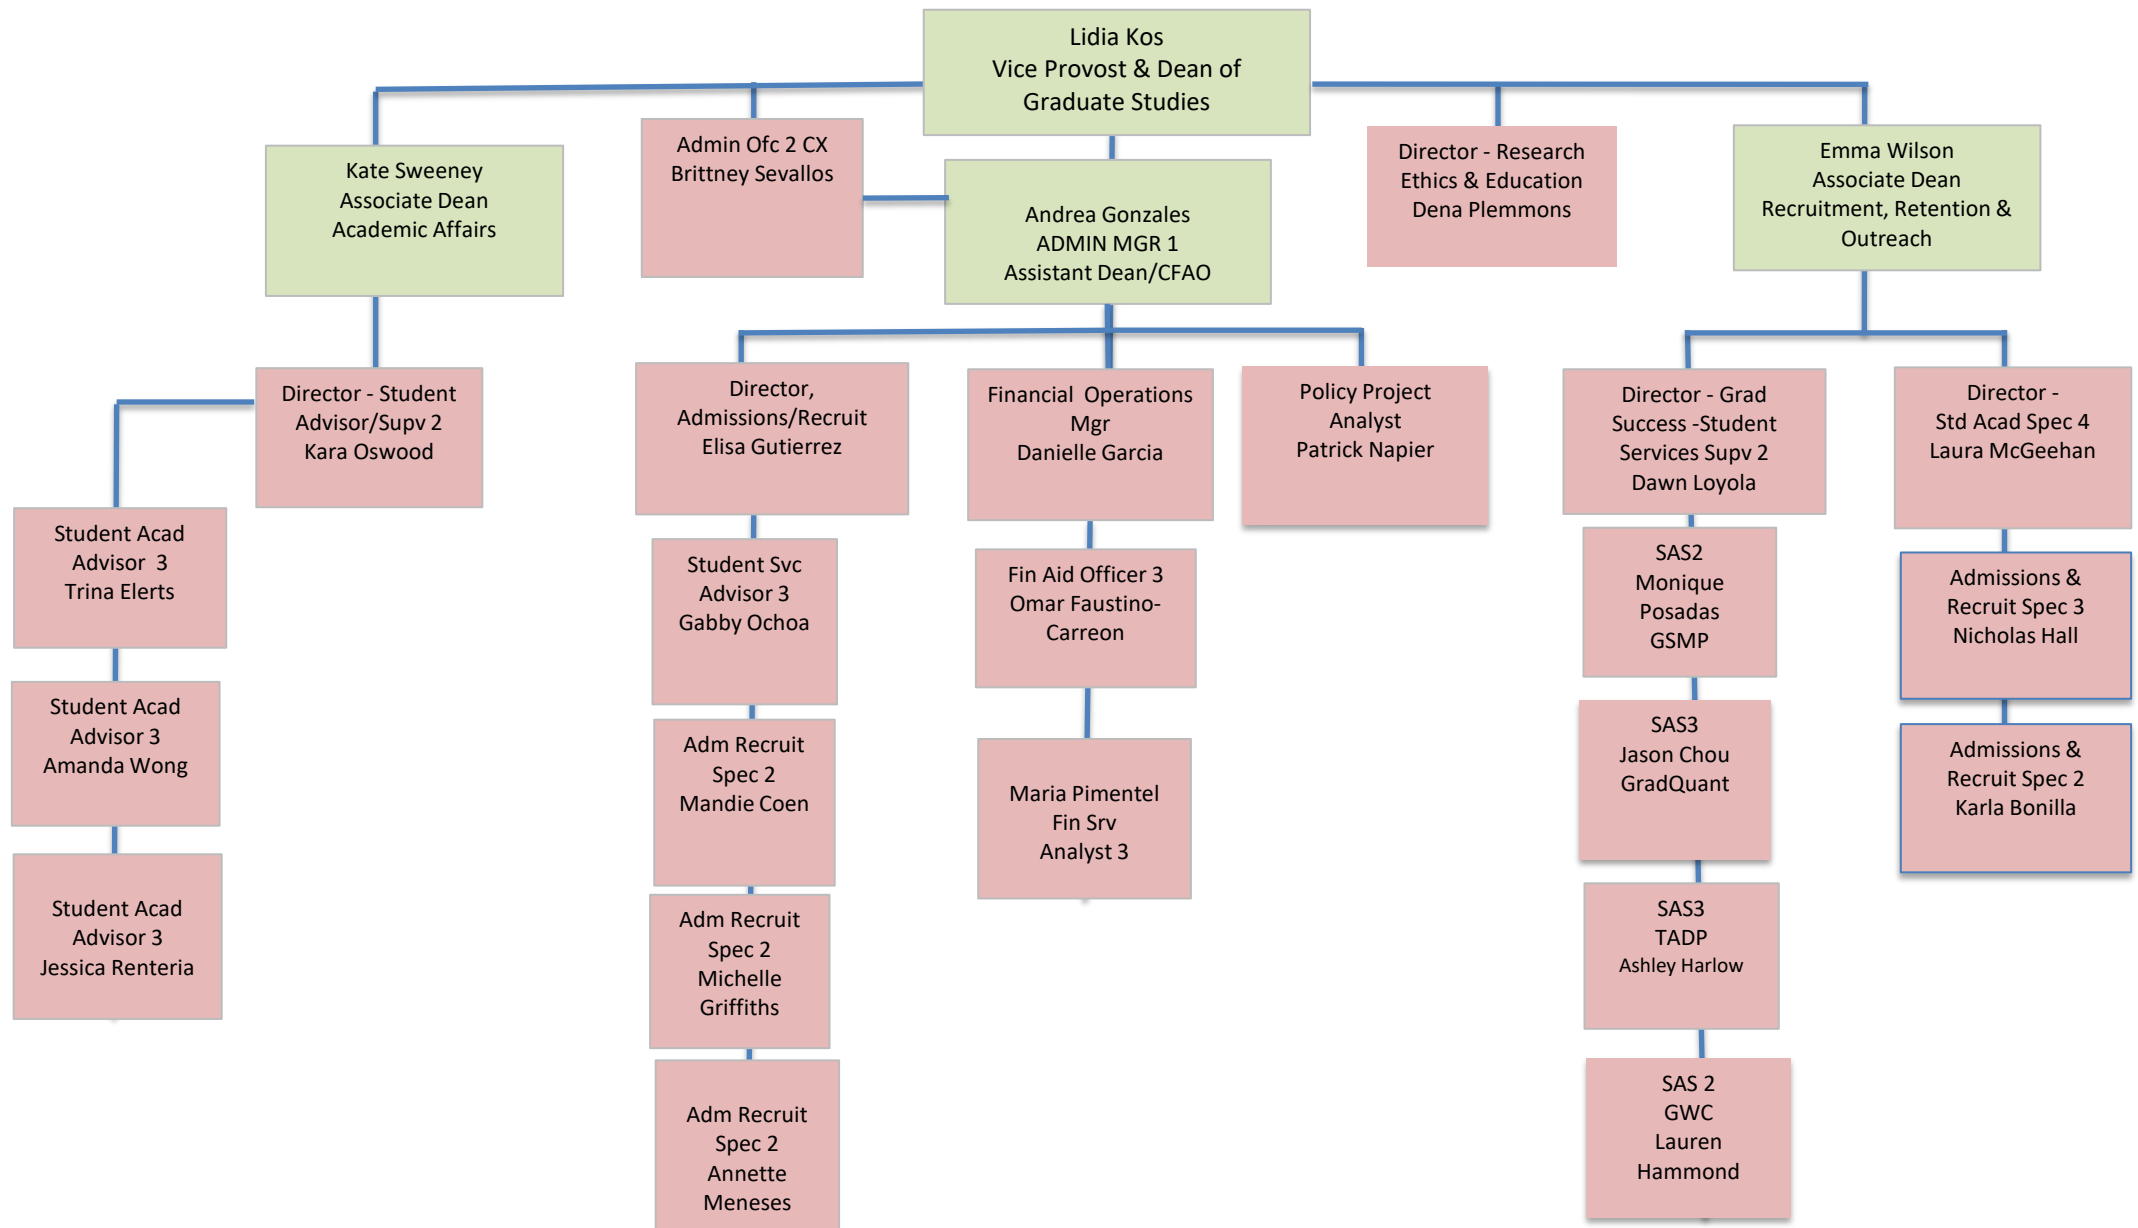 Lidia Kos
Vice Provost & Dean of
Graduate Studies
Kate Sweeney
Associate Dean
Academic Affairs
Admin Ofc 2 CX
Brittney Sevallos
Andrea Gonzales
ADMIN MGR 1
Assistant Dean/CFAO
Director - Research
Ethics & Education
Dena Plemmons
Emma Wilson
Associate Dean
Recruitment, Retention &
Outreach
Director - Student
Advisor/Supv 2
Kara Oswood
Student Acad
Advisor 3
Trina Elerts
Student Acad
Advisor 3
Amanda Wong
Student Acad
Advisor 3
Jessica Renteria
Director,
Admissions/Recruit
Elisa Gutierrez
Student Svc
Advisor 3
Gabby Ochoa
Adm Recruit
Spec 2
Mandie Coen
Adm Recruit
Spec 2
Michelle
Griffiths
Adm Recruit
Spec 2
Annette
Meneses
Financial Operations
Mgr
Danielle Garcia
Fin Aid Officer 3
Omar Faustino-
Carreon
Maria Pimentel
Fin Srv
Analyst 3
Policy Project
Analyst
Patrick Napier
Director - Grad
Success -Student
Services Supv 2
Dawn Loyola
SAS2
Monique
Posadas
GSMP
SAS3
Jason Chou
GradQuant
SAS3
TADP
Ashley Harlow
SAS 2
GWC
Lauren
Hammond
Director -
Std Acad Spec 4
Laura McGeehan
Admissions &
Recruit Spec 3
Nicholas Hall
Admissions &
Recruit Spec 2
Karla Bonilla